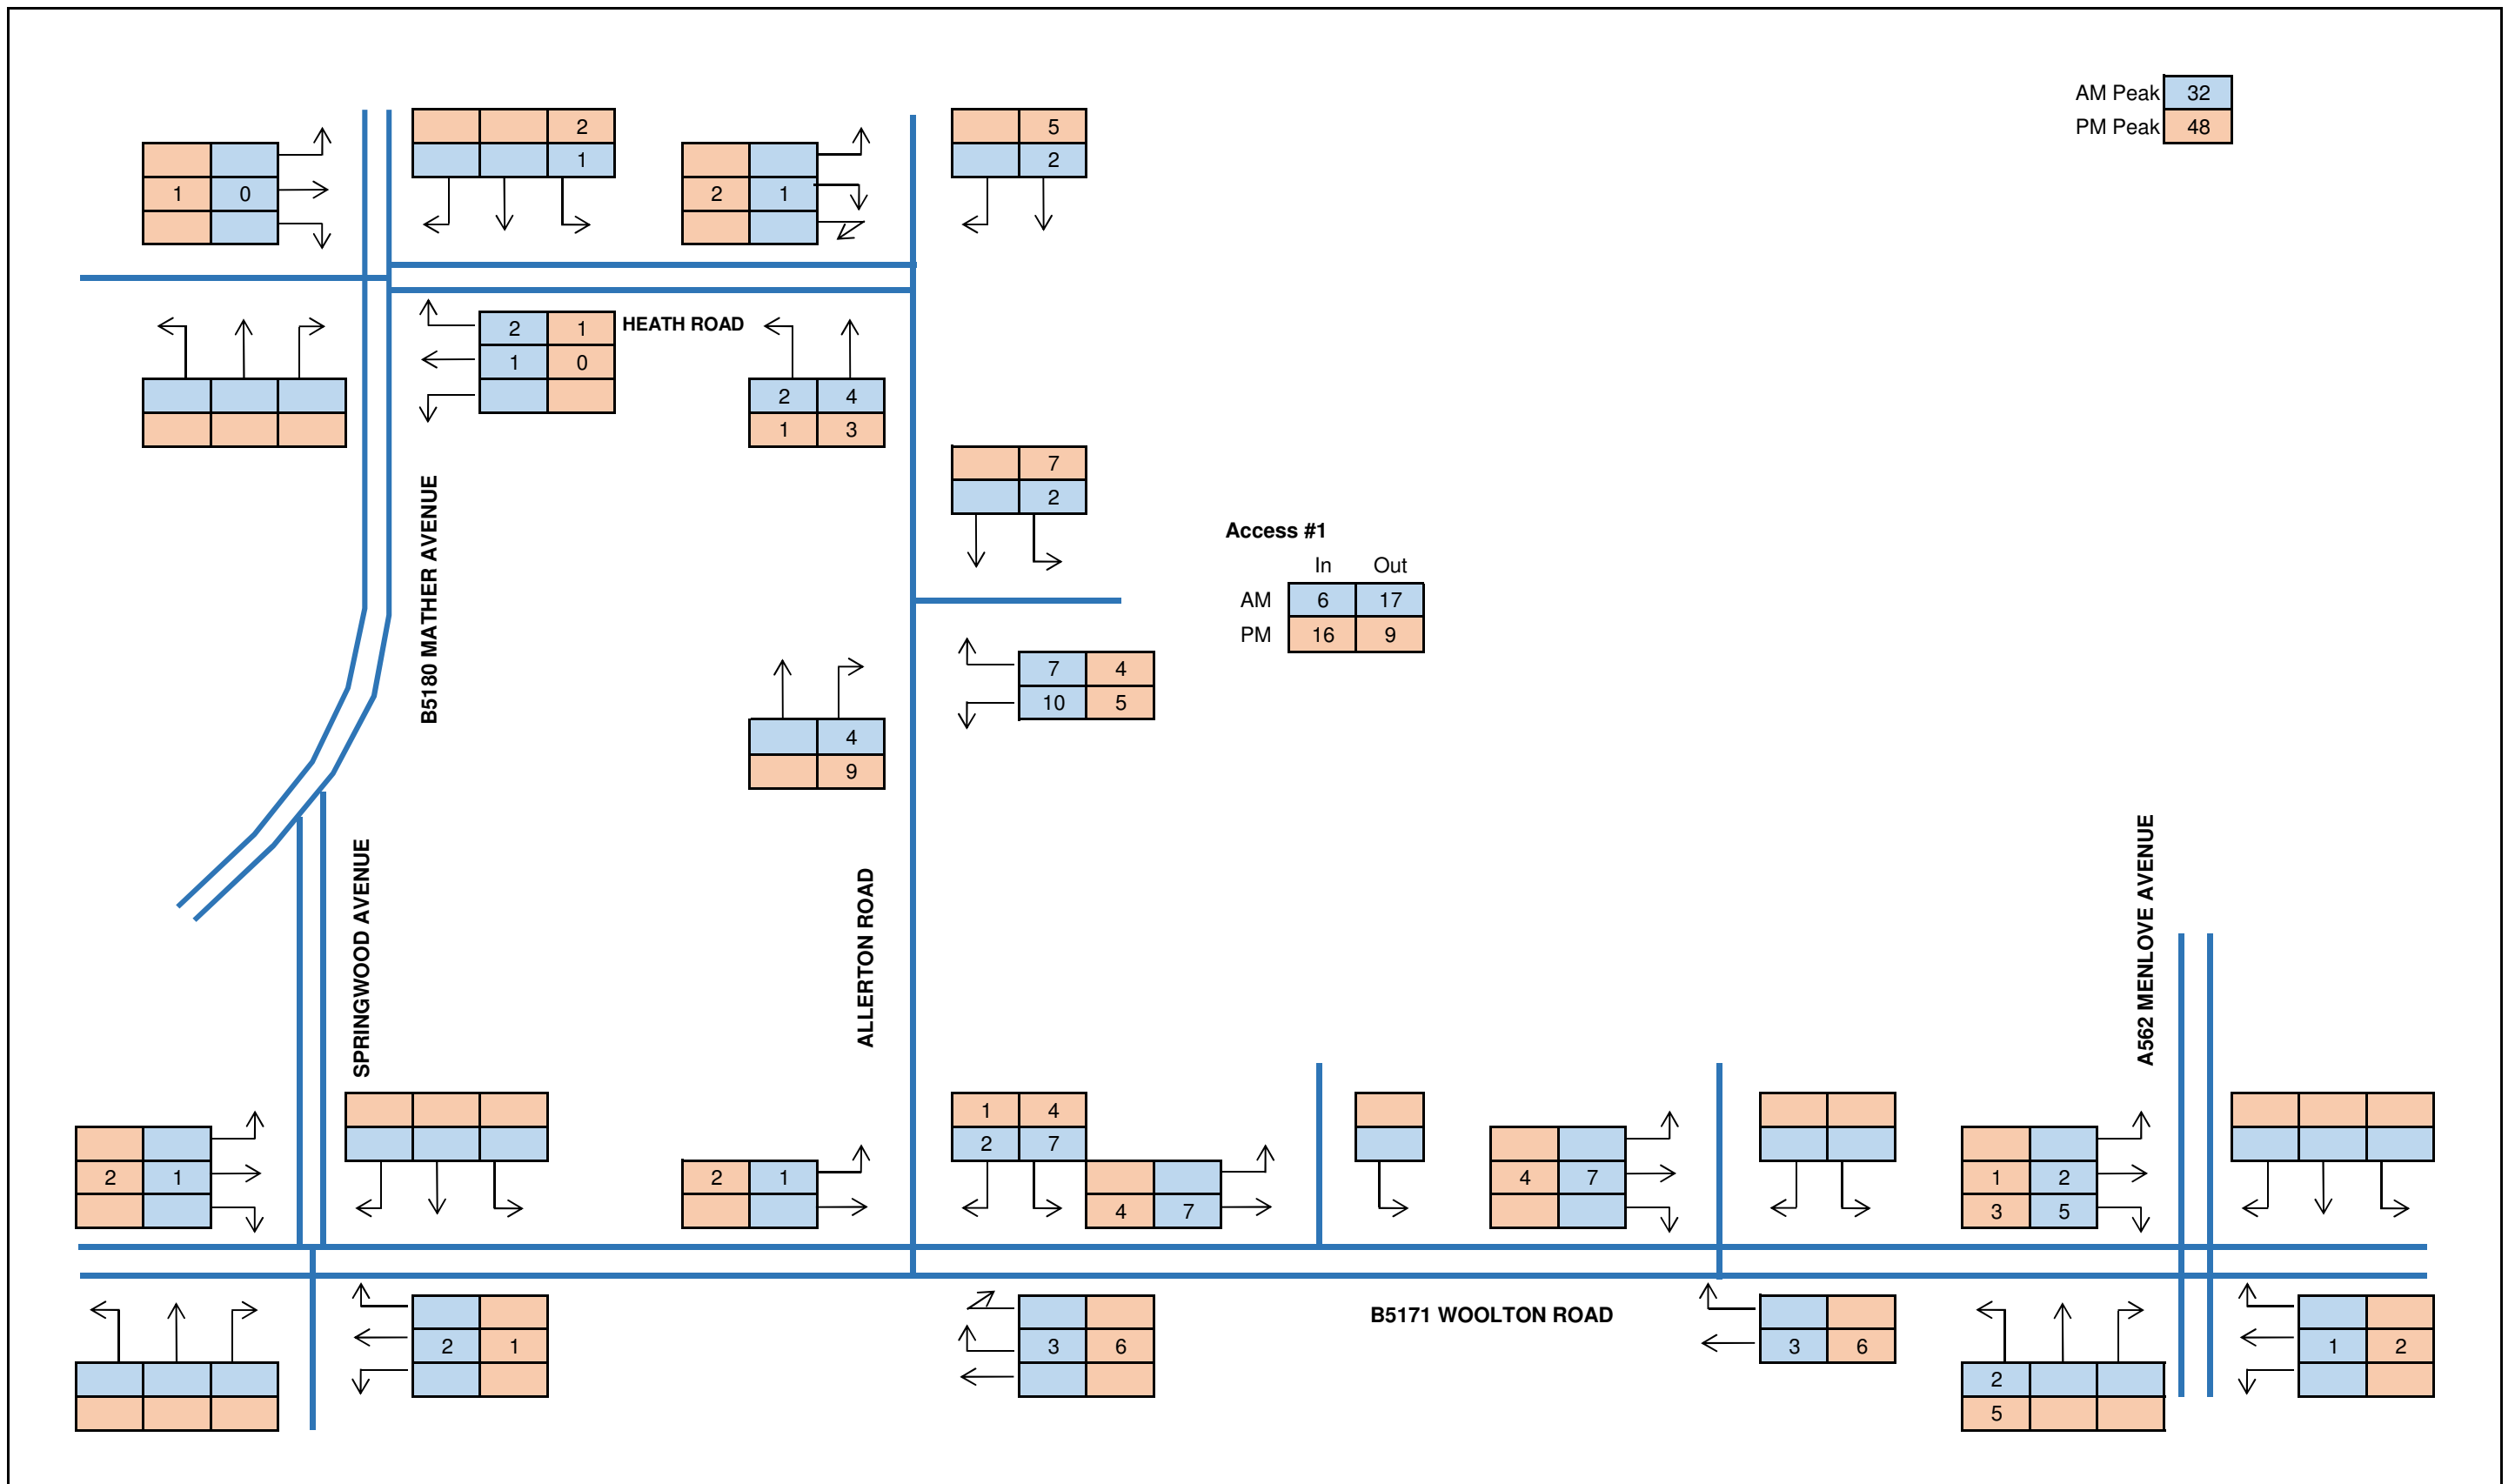 AM Peak 32
PM Peak 48
2
1
1 0
2 1
5
2
HEATH ROAD
2 1
1 0
2 4
1 3
B5180 MATHER AVENUE
7
2
Access #1
In Out
AM 6 17
PM 16 9
7 4
10 5
4
9
SPRINGWOOD AVENUE
ALLERTON ROAD
A562 MENLOVE AVENUE
2 1
2 1
1 4
2 7
4 7
4 7
1 2
3 5
B5171 WOOLTON ROAD
2 1
3 6
3 6
2
5
1 2